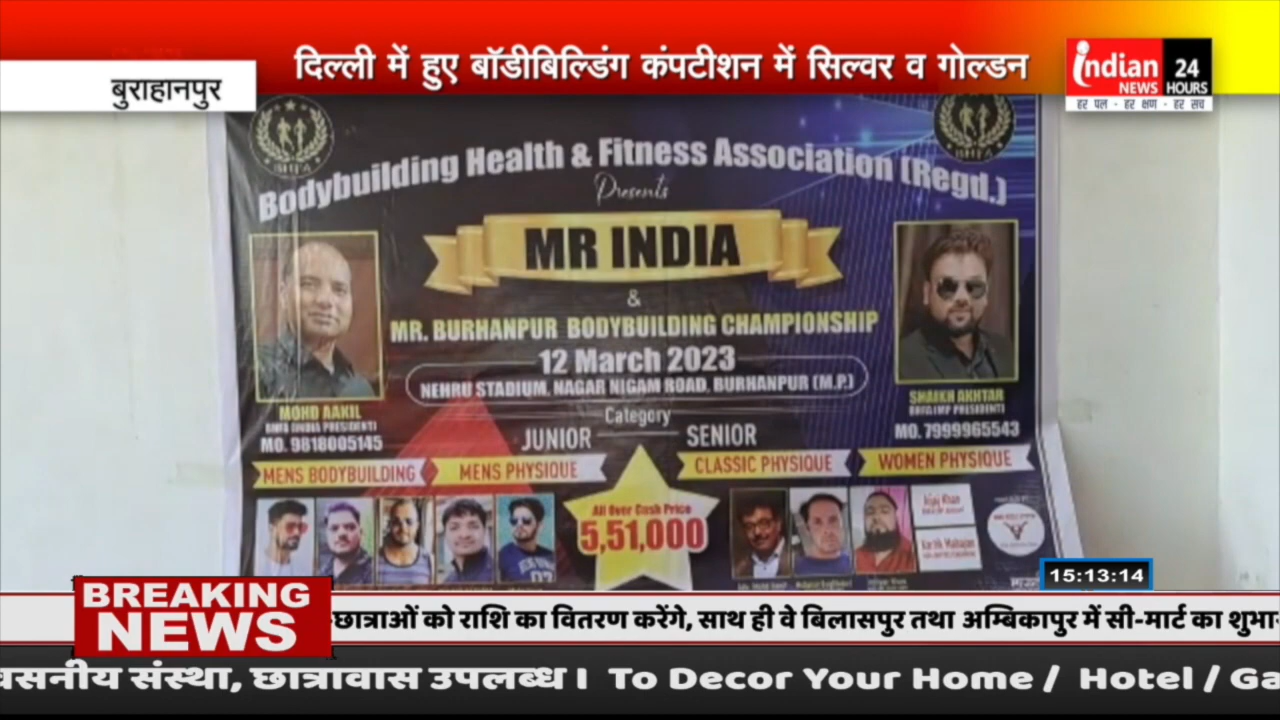 दिल्ली में हुए बॉडीबिल्डिंग कंपटीशन में सिल्वर व गोल्डन
बुराहानपुर
indian
NEWS
24
HOURS
हर पल - हर क्षण - हर सच
Bodybuilding Health & Fitness Association (Regd.)
Presents
MR INDIA
&
MR. BURHANPUR BODYBUILDING CHAMPIONSHIP
12 March 2023
NEHRU STADIUM, NAGAR NIGAM ROAD, BURHANPUR (M.P.)
MOHD AAKIL
MO. 9818005145
SHAIKH AKHTAR
MO. 7999965543
Category
JUNIOR SENIOR
MENS BODYBUILDING
MENS PHYSIQUE
CLASSIC PHYSIQUE
WOMEN PHYSIQUE
All Over Cash Price
5,51,000
15:13:14
BREAKING
NEWS
-छात्राओं को राशि का वितरण करेंगे, साथ ही वे बिलासपुर तथा अम्बिकापुर में सी-मार्ट का शुभा-
वसनीय संस्था, छात्रावास उपलब्ध। To Decor Your Home / Hotel / Ga